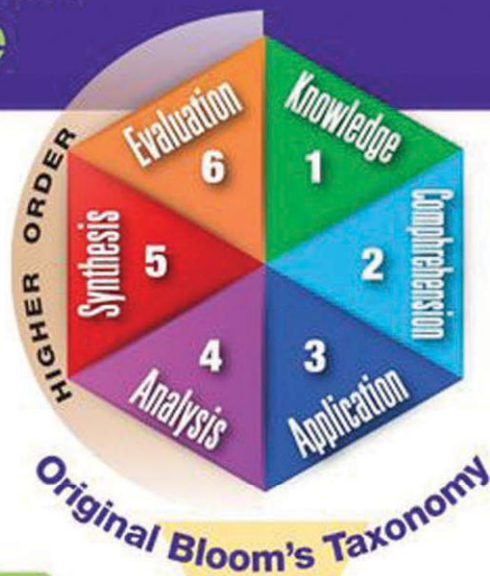 Knowledge
1
Comprehension
2
Application
3
Analysis
4
Synthesis
5
Evaluation
6
HIGHER ORDER
Original Bloom's Taxonomy